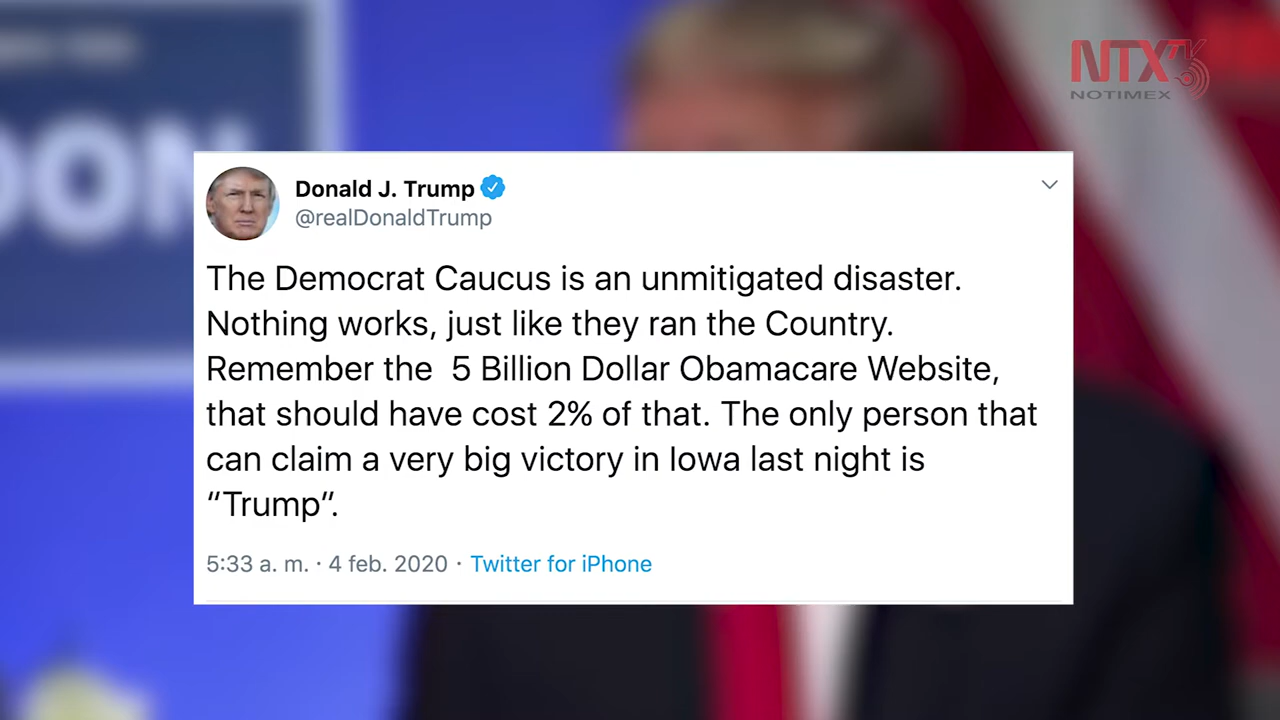 NTX
NOTIMEX
DON
Donald J. Trump
@realDonaldTrump
The Democrat Caucus is an unmitigated disaster.
Nothing works, just like they ran the Country.
Remember the  5 Billion Dollar Obamacare Website,
that should have cost 2% of that. The only person that
can claim a very big victory in Iowa last night is
“Trump”.
5:33 a. m. · 4 feb. 2020 · Twitter for iPhone